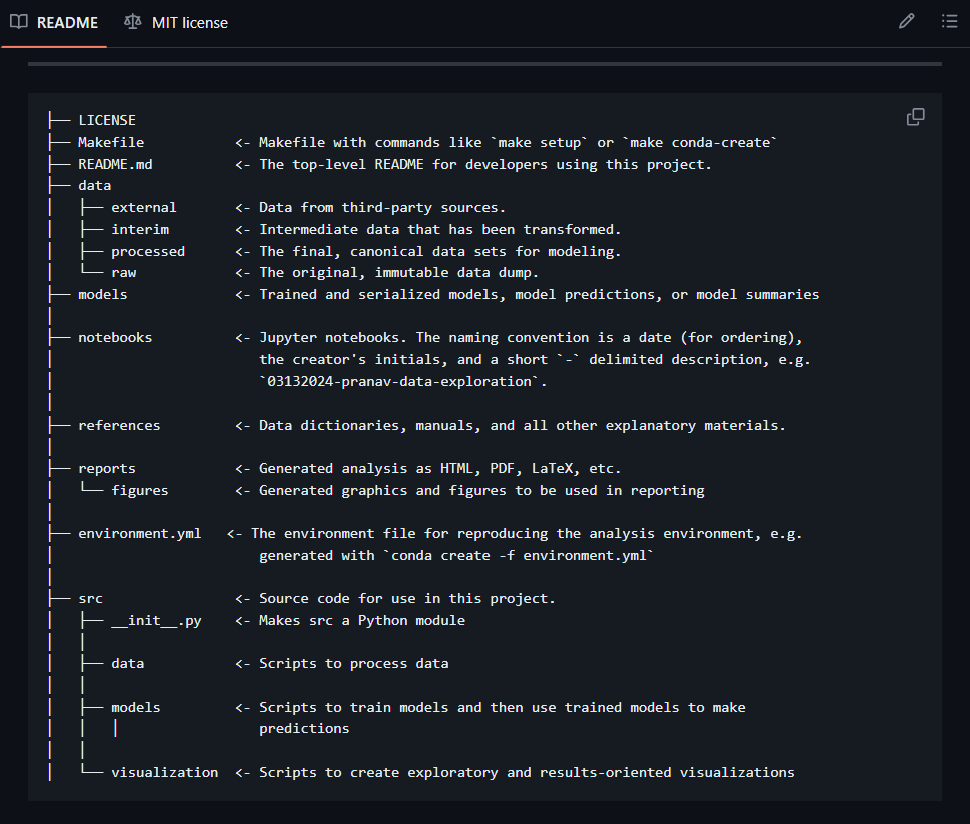 README
MIT license
├── LICENSE
├── Makefile           <- Makefile with commands like `make setup` or `make conda-create`
├── README.md          <- The top-level README for developers using this project.
├── data
│   ├── external       <- Data from third-party sources.
│   ├── interim        <- Intermediate data that has been transformed.
│   ├── processed      <- The final, canonical data sets for modeling.
│   └── raw            <- The original, immutable data dump.
├── models             <- Trained and serialized models, model predictions, or model summaries
│
├── notebooks          <- Jupyter notebooks. The naming convention is a date (for ordering),
│                         the creator's initials, and a short `-` delimited description, e.g.
│                         `03132024-pranav-data-exploration`.
│
├── references         <- Data dictionaries, manuals, and all other explanatory materials.
│
├── reports            <- Generated analysis as HTML, PDF, LaTeX, etc.
│   └── figures        <- Generated graphics and figures to be used in reporting
│
├── environment.yml   <- The environment file for reproducing the analysis environment, e.g.
│                         generated with `conda create -f environment.yml`
│
├── src                <- Source code for use in this project.
│   ├── __init__.py    <- Makes src a Python module
│   │
│   ├── data           <- Scripts to process data
│   │
│   ├── models         <- Scripts to train models and then use trained models to make
│   │   │                 predictions
│   │
│   └── visualization  <- Scripts to create exploratory and results-oriented visualizations